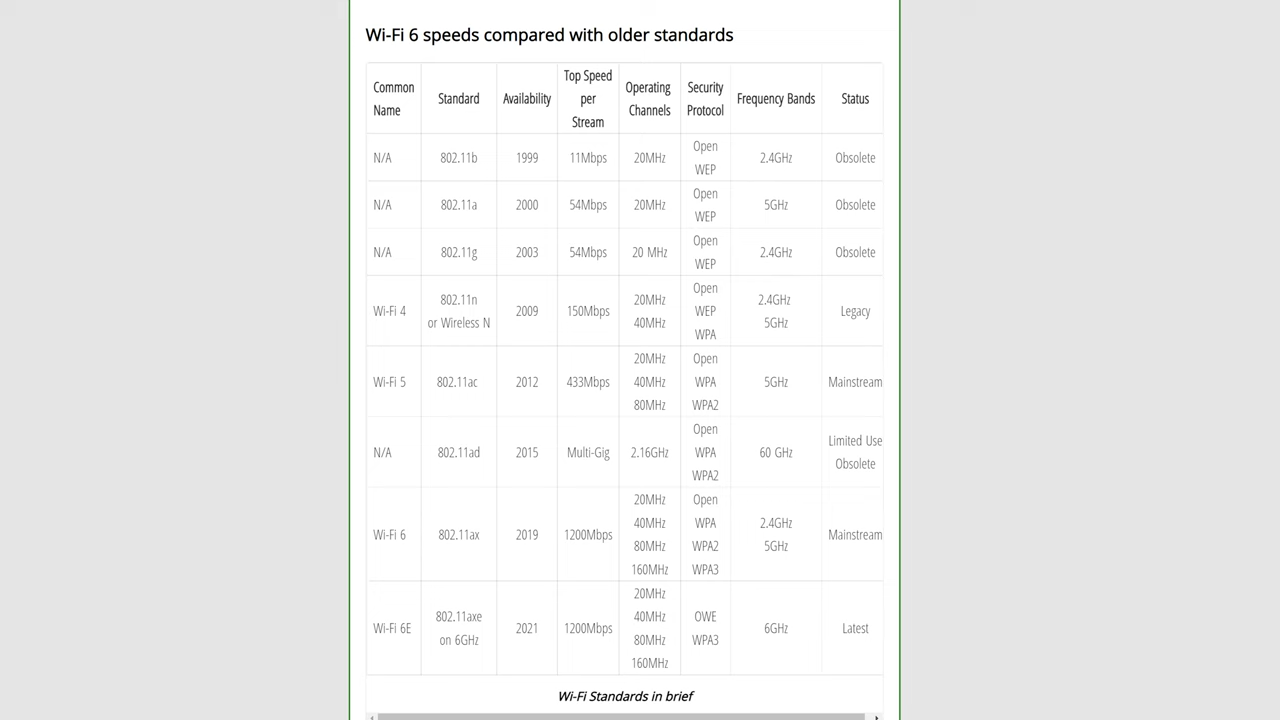 Wi-Fi 6 speeds compared with older standards
Common Name Standard Availability Top Speed per Stream Operating Channels Security Protocol Frequency Bands Status
N/A 802.11b 1999 11Mbps 20MHz Open WEP 2.4GHz Obsolete
N/A 802.11a 2000 54Mbps 20MHz Open WEP 5GHz Obsolete
N/A 802.11g 2003 54Mbps 20 MHz Open WEP 2.4GHz Obsolete
Wi-Fi 4 802.11n or Wireless N 2009 150Mbps 20MHz 40MHz Open WEP WPA 2.4GHz 5GHz Legacy
Wi-Fi 5 802.11ac 2012 433Mbps 20MHz 40MHz 80MHz Open WPA WPA2 5GHz Mainstream
N/A 802.11ad 2015 Multi-Gig 2.16GHz Open WPA WPA2 60 GHz Limited Use Obsolete
Wi-Fi 6 802.11ax 2019 1200Mbps 20MHz 40MHz 80MHz 160MHz Open WPA WPA2 WPA3 2.4GHz 5GHz Mainstream
Wi-Fi 6E 802.11axe on 6GHz 2021 1200Mbps 20MHz 40MHz 80MHz 160MHz OWE WPA3 6GHz Latest
Wi-Fi Standards in brief